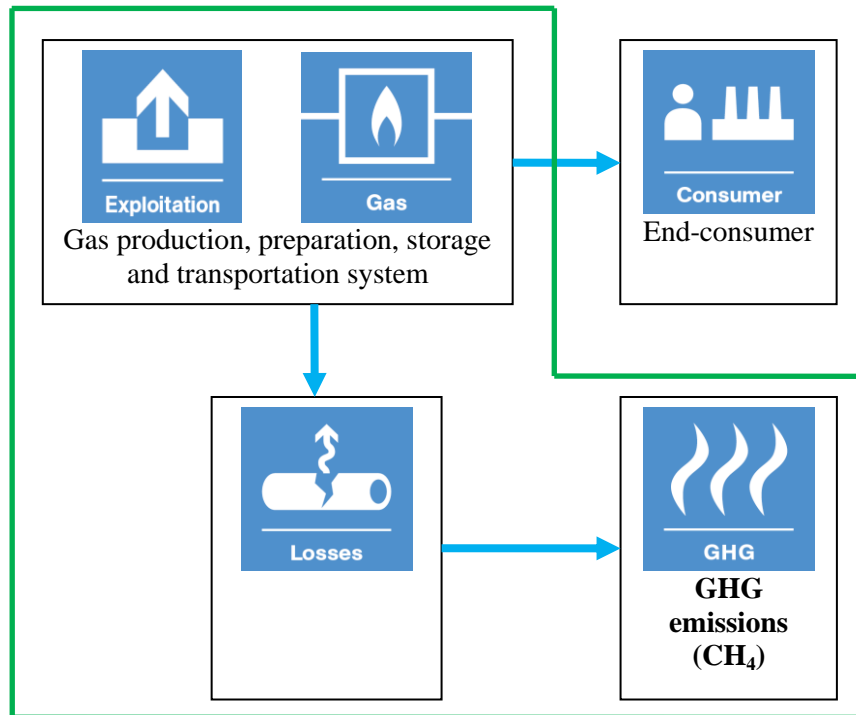 Exploitation
Gas
Gas production, preparation, storage
and transportation system
Consumer
End-consumer
Losses
GHG
GHG
emissions
(CH₄)